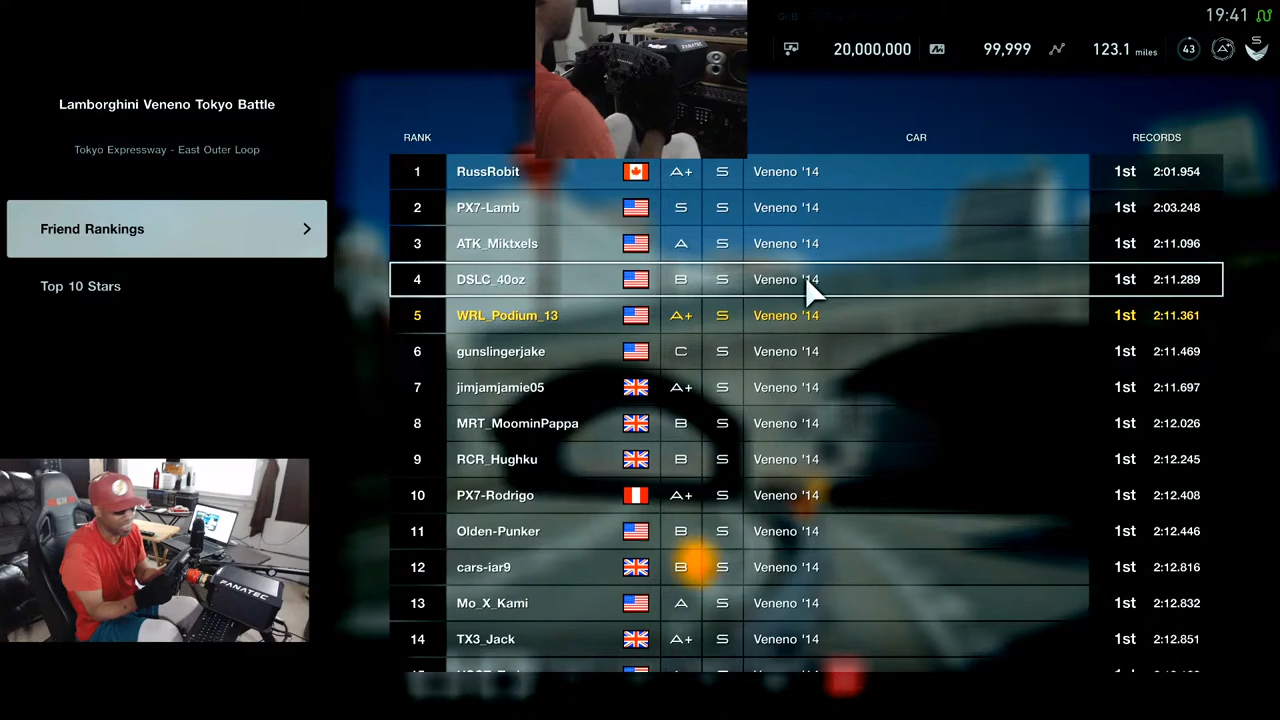 19:41
20,000,000 99,999 123.1 miles 43 A+ S
Lamborghini Veneno Tokyo Battle
Tokyo Expressway - East Outer Loop
Friend Rankings
Top 10 Stars
RANK CAR RECORDS
1 RussRobit A+ S Veneno '14 1st 2:01.954
2 PX7-Lamb S S Veneno '14 1st 2:03.248
3 ATK_Miktxels A S Veneno '14 1st 2:11.096
4 DSLC_40oz B S Veneno '14 1st 2:11.289
5 WRL_Podium_13 A+ S Veneno '14 1st 2:11.361
6 gunslingerjake C S Veneno '14 1st 2:11.469
7 jimjamjamie05 A+ S Veneno '14 1st 2:11.697
8 MRT_MoominPappa B S Veneno '14 1st 2:12.026
9 RCR_Hughku B S Veneno '14 1st 2:12.245
10 PX7-Rodrigo A+ S Veneno '14 1st 2:12.408
11 Olden-Punker B S Veneno '14 1st 2:12.446
12 cars-iar9 B S Veneno '14 1st 2:12.816
13 Mo_X_Kami A S Veneno '14 1st 2:12.832
14 TX3_Jack A+ S Veneno '14 1st 2:12.851
FANATEC
FANATEC